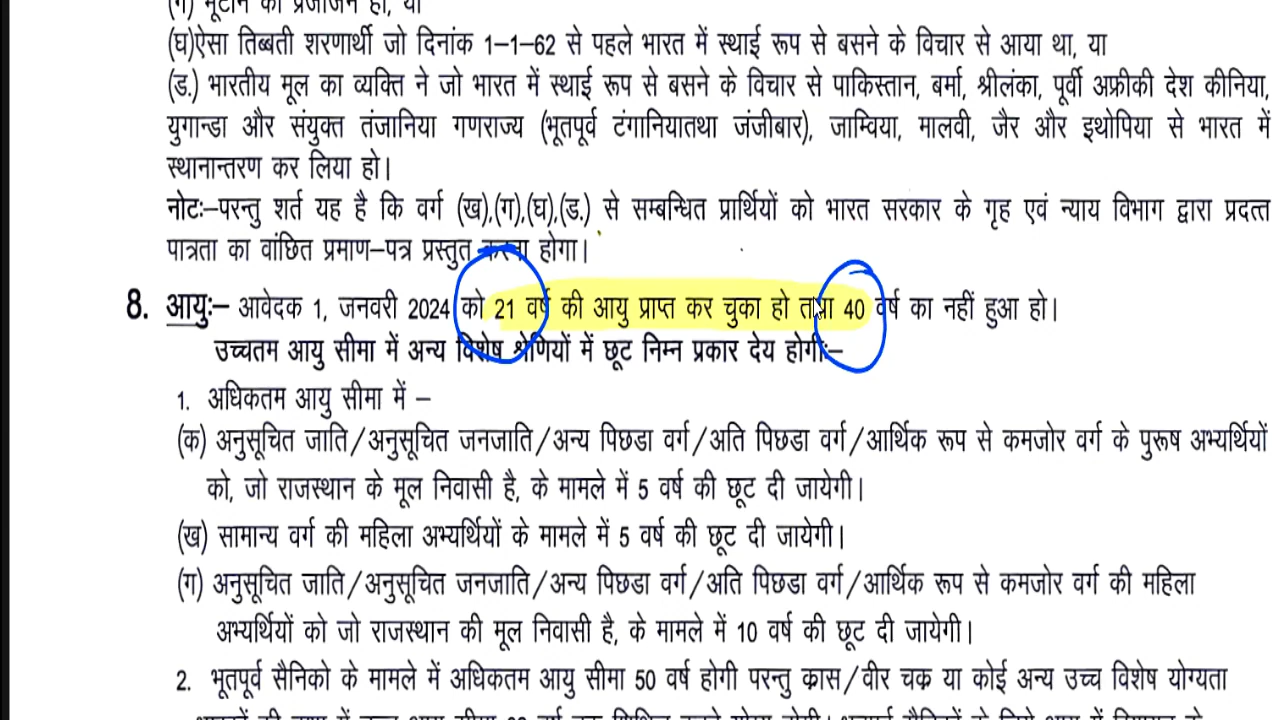 (ग) भूटान की प्रजाजन हो, या
(घ)ऐसा तिब्बती शरणार्थी जो दिनांक 1–1–62 से पहले भारत में स्थाई रूप से बसने के विचार से आया था, या
(ड.) भारतीय मूल का व्यक्ति ने जो भारत में स्थाई रूप से बसने के विचार से पाकिस्तान, बर्मा, श्रीलंका, पूर्वी अफ्रीकी देश कीनिया,
युगान्डा और संयुक्त तंजानिया गणराज्य (भूतपूर्व टंगानियातथा जंजीबार), जाम्विया, मालवी, जैर और इथोपिया से भारत में
स्थानान्तरण कर लिया हो।
नोटः–परन्तु शर्त यह है कि वर्ग (ख),(ग),(घ),(ड.) से सम्बन्धित प्रार्थियों को भारत सरकार के गृह एवं न्याय विभाग द्वारा प्रदत्त
पात्रता का वांछित प्रमाण–पत्र प्रस्तुत करना होगा।
8. आयुः– आवेदक 1, जनवरी 2024 को 21 वर्ष की आयु प्राप्त कर चुका हो तथा 40 वर्ष का नहीं हुआ हो।
उच्चतम आयु सीमा में अन्य विशेष श्रेणियों में छूट निम्न प्रकार देय होगीः–
1. अधिकतम आयु सीमा में –
(क) अनुसूचित जाति/अनुसूचित जनजाति/अन्य पिछडा वर्ग/अति पिछडा वर्ग/आर्थिक रूप से कमजोर वर्ग के पुरूष अभ्यर्थियों
को, जो राजस्थान के मूल निवासी है, के मामले में 5 वर्ष की छूट दी जायेगी।
(ख) सामान्य वर्ग की महिला अभ्यर्थियों के मामले में 5 वर्ष की छूट दी जायेगी।
(ग) अनुसूचित जाति/अनुसूचित जनजाति/अन्य पिछडा वर्ग/अति पिछडा वर्ग/आर्थिक रूप से कमजोर वर्ग की महिला
अभ्यर्थियों को जो राजस्थान की मूल निवासी है, के मामले में 10 वर्ष की छूट दी जायेगी।
2. भूतपूर्व सैनिको के मामले में अधिकतम आयु सीमा 50 वर्ष होगी परन्तु क्रास/वीर चक्र या कोई अन्य उच्च विशेष योग्यता